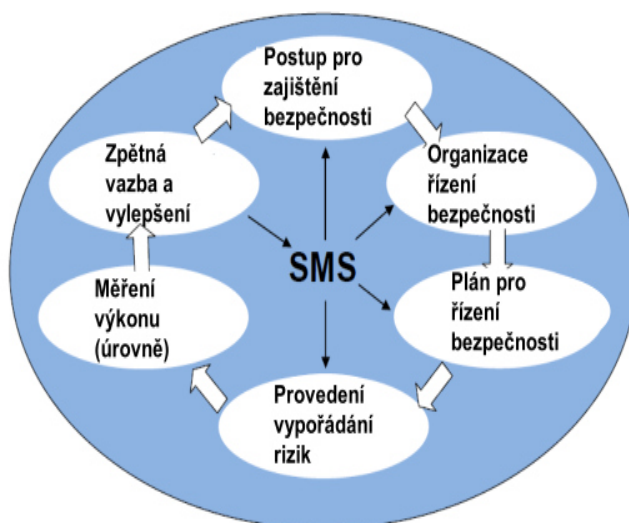 Postup pro
zajištění
bezpečnosti
Organizace
řízení
bezpečnosti
Plán pro
řízení
bezpečnosti
Provedení
vypořádání
rizik
Měření
výkonu
(úrovně)
Zpětná
vazba a
vylepšení
SMS